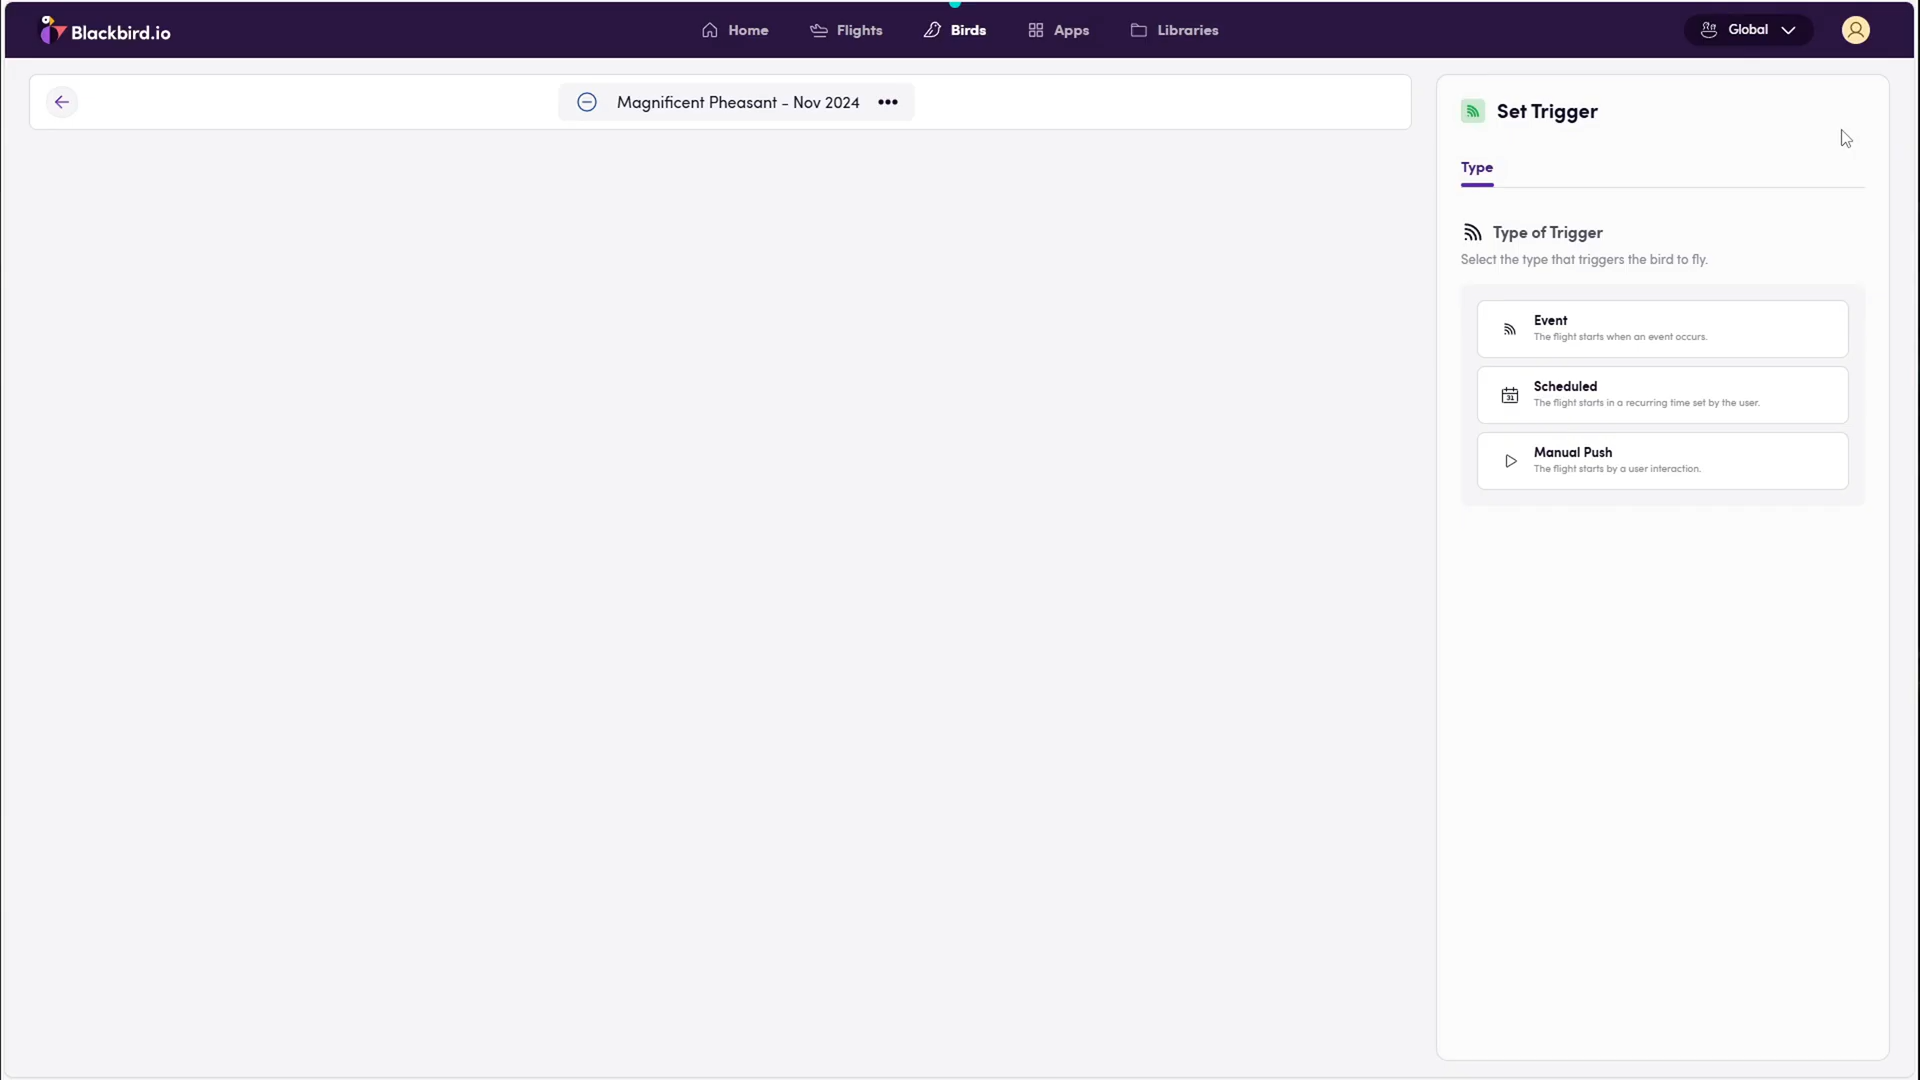 Blackbird.io
Home
Flights
Birds
Apps
Libraries
Global
Magnificent Pheasant - Nov 2024
Set Trigger
Type
Type of Trigger
Select the type that triggers the bird to fly.
Event
The flight starts when an event occurs.
31
Scheduled
The flight starts in a recurring time set by the user.
Manual Push
The flight starts by a user interaction.